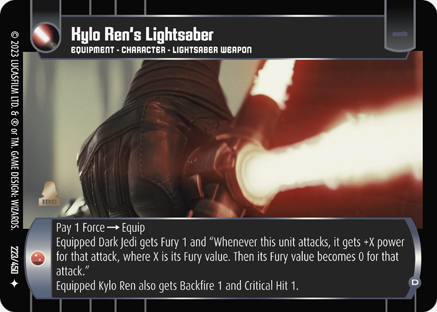 Kylo Ren's Lightsaber
EQUIPMENT - CHARACTER - LIGHTSABER WEAPON
Pay 1 Force → Equip
Equipped Dark Jedi gets Fury 1 and "Whenever this unit attacks, it gets +X power
for that attack, where X is its Fury value. Then its Fury value becomes 0 for that
attack."
Equipped Kylo Ren also gets Backfire 1 and Critical Hit 1.
D
© 2023 LUCASFILM LTD. & ® or TM. GAME DESIGN: WIZARDS.
223/450